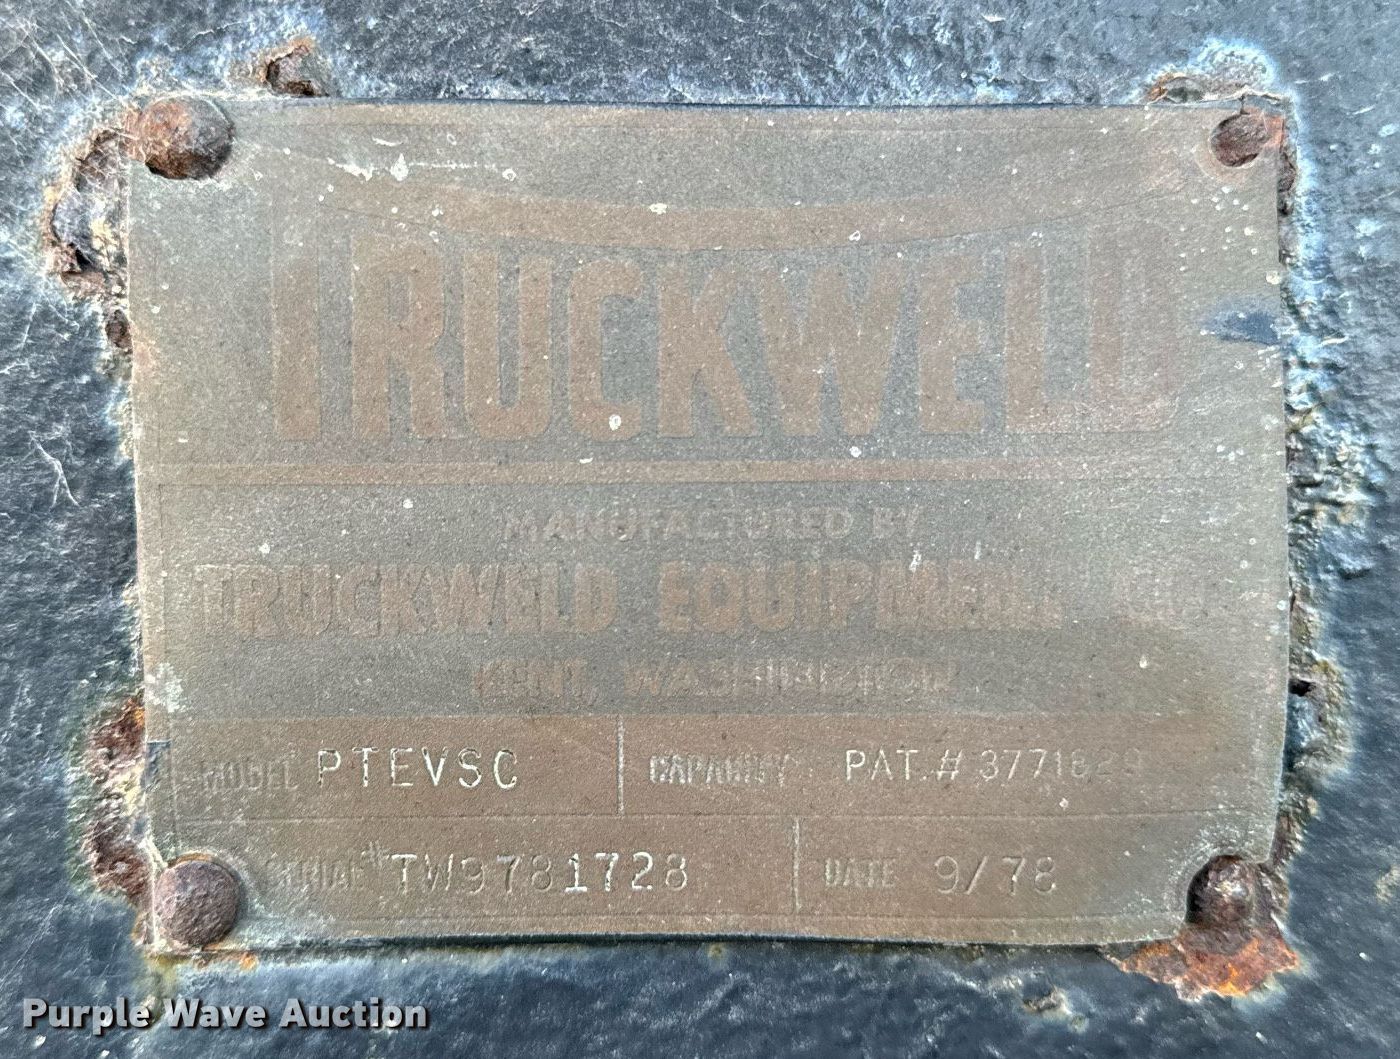 TRUCKWELD
MANUFACTURED BY
TRUCKWELD EQUIPMENT CO.
KENT, WASHINGTON
MODEL PTEVSC CAPACITY PAT.#
SERIAL# TW9781728 DATE 9/78
Purple Wave Auction